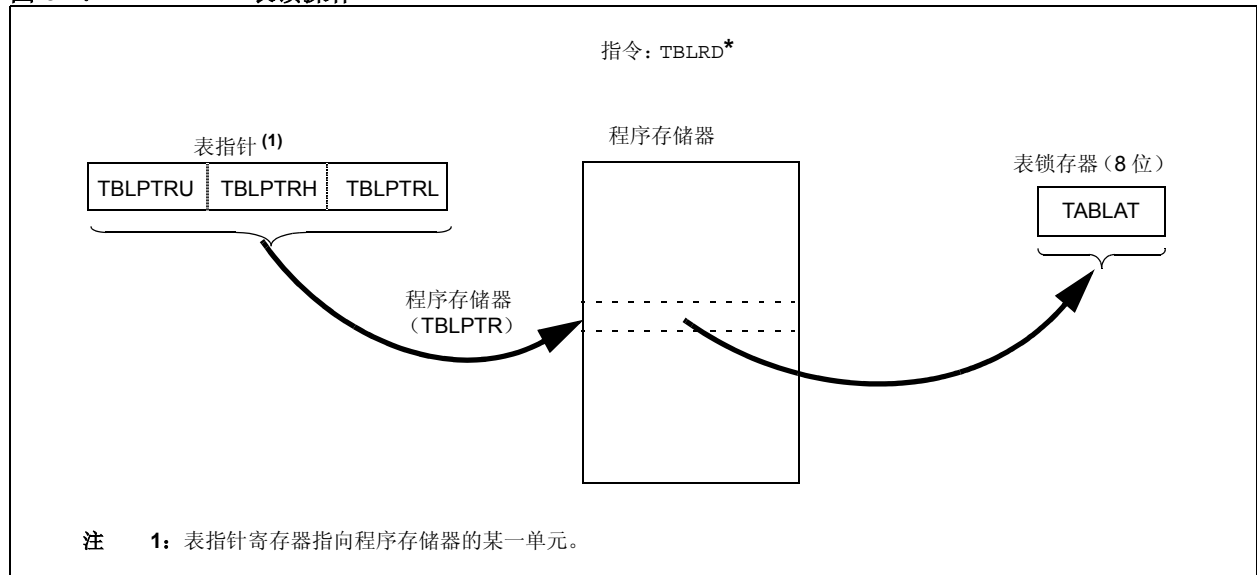 指令：TBLRD*
表指针 (1)
TBLPTRU TBLPTRH TBLPTRL
程序存储器
表锁存器（8 位）
TABLAT
程序存储器
（TBLPTR）
注 1：表指针寄存器指向程序存储器的某一单元。